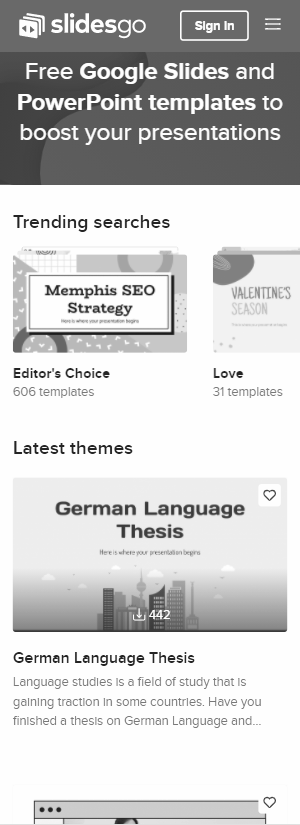 slidesgo
Sign In
Free Google Slides and
PowerPoint templates to
boost your presentations
Trending searches
Memphis SEO
Strategy
Here is where your presentation begins
VALENTINE'S
SEASON
Editor's Choice
606 templates
Love
31 templates
Latest themes
German Language
Thesis
Here is where your presentation begins
442
German Language Thesis
Language studies is a field of study that is
gaining traction in some countries. Have you
finished a thesis on German Language and...